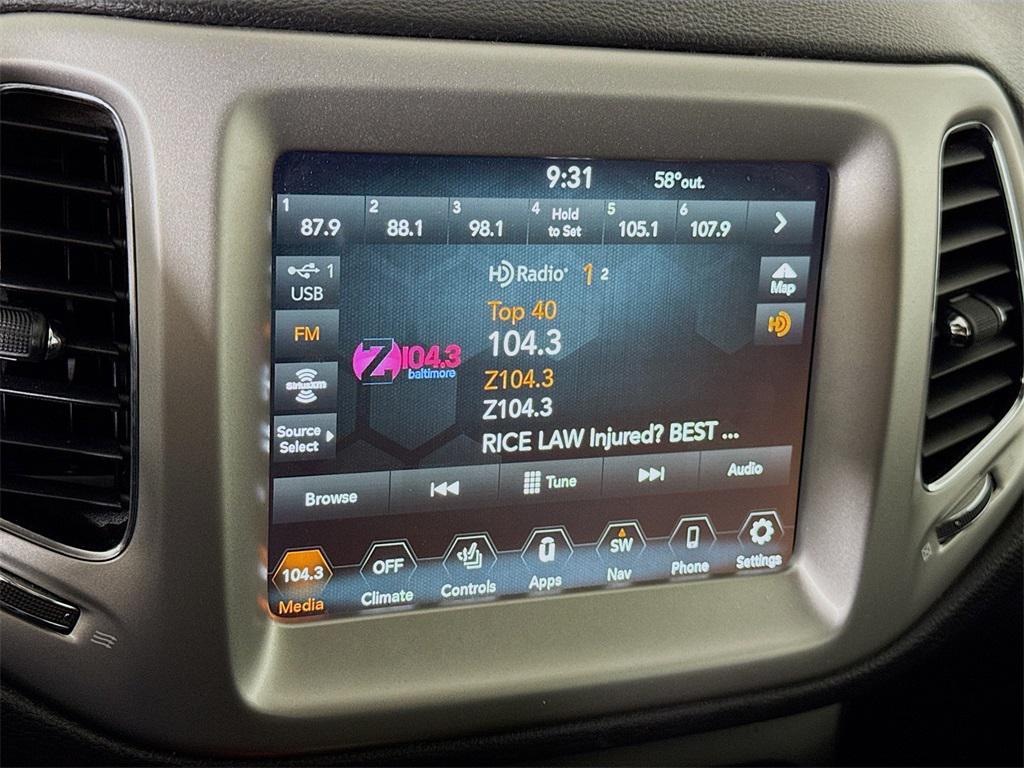 9:31 58°out.
1 87.9 2 88.1 3 98.1 4 Hold to Set 5 105.1 6 107.9
1
USB
HD Radio 1 2
Map
FM
Top 40
HD
104.3
Z104.3
baltimore
Z104.3
SiriusXM
Z104.3
Source
Select
RICE LAW Injured? BEST ...
Browse Tune Audio
104.3 OFF SW
Media Climate Controls Apps Nav Phone Settings